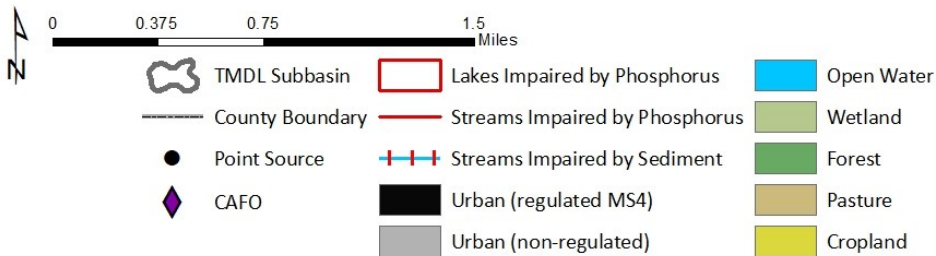 0 0.375 0.75 1.5
Miles
N
TMDL Subbasin
County Boundary
Point Source
CAFO
Lakes Impaired by Phosphorus
Streams Impaired by Phosphorus
Streams Impaired by Sediment
Urban (regulated MS4)
Urban (non-regulated)
Open Water
Wetland
Forest
Pasture
Cropland